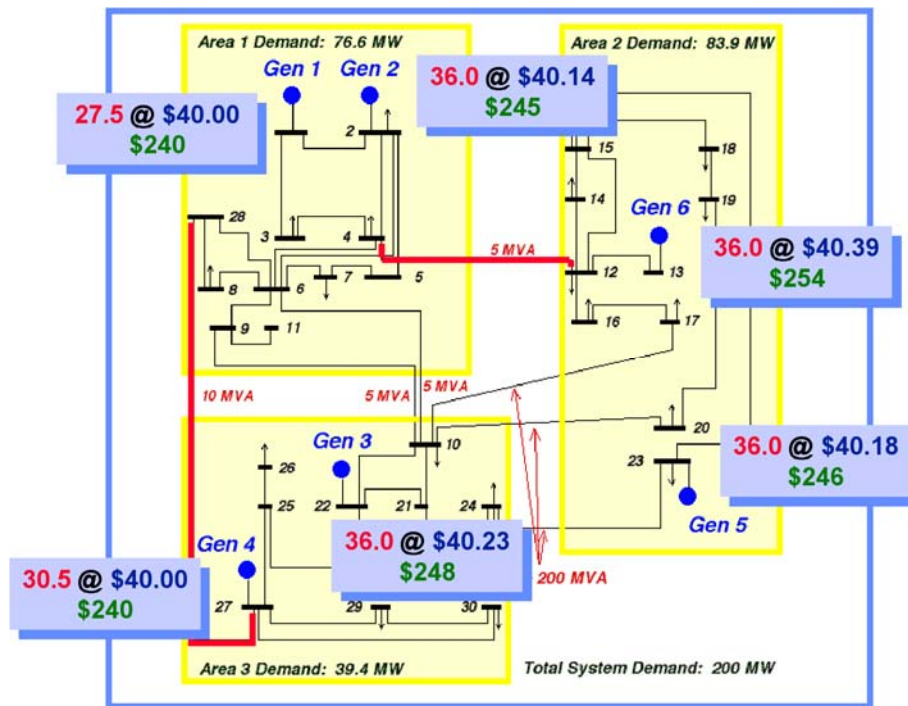 Area 1 Demand: 76.6 MW
Area 2 Demand: 83.9 MW
Gen 1
Gen 2
36.0 @ $40.14
$245
27.5 @ $40.00
$240
2
15
18
14
19
Gen 6
28
3
4
5 MVA
36.0 @ $40.39
$254
8
6
7
5
12
13
9
11
16
17
10 MVA
5 MVA
5 MVA
10
20
36.0 @ $40.18
$246
26
Gen 3
23
25
22
21
24
Gen 5
Gen 4
36.0 @ $40.23
$248
200 MVA
30.5 @ $40.00
$240
27
29
30
Area 3 Demand: 39.4 MW
Total System Demand: 200 MW